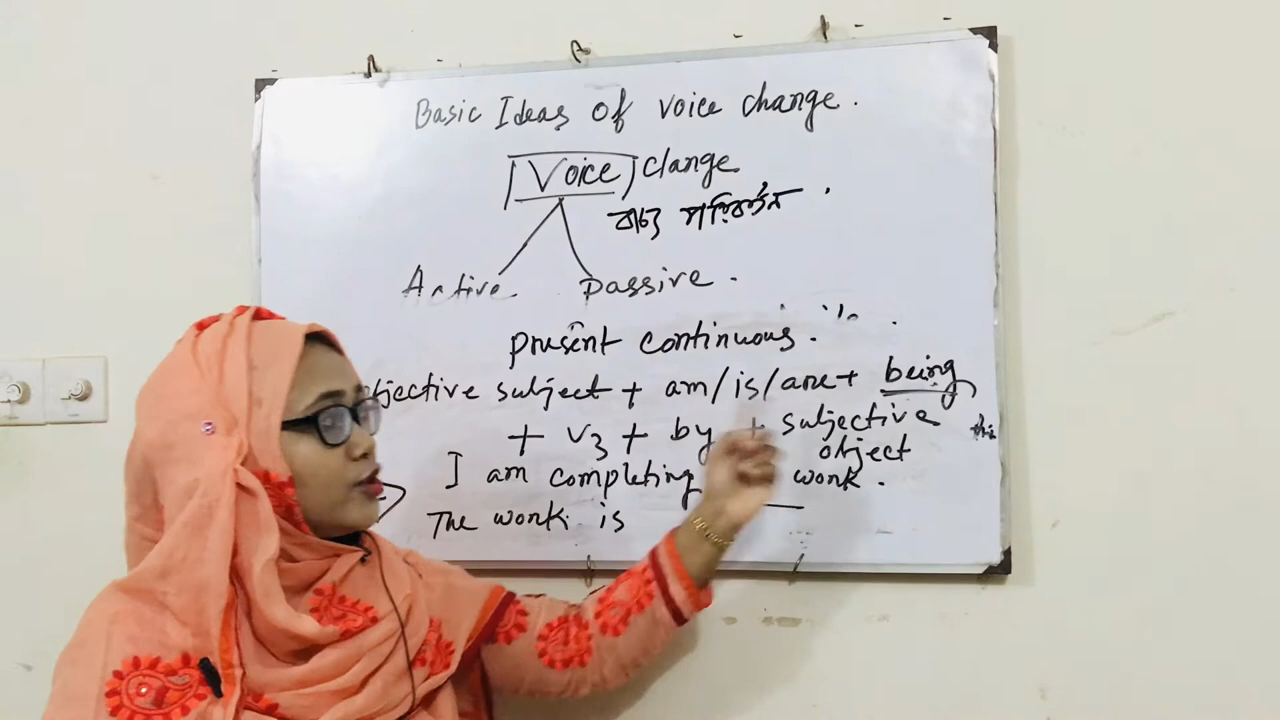 Basic Ideas of voice change.
Voice change
বাচ্য পরিবর্তন
Active Passive.
present continuous.
subject + am/is/are + being
+ v3 + by + subjective
object
I am completing work.
The work is